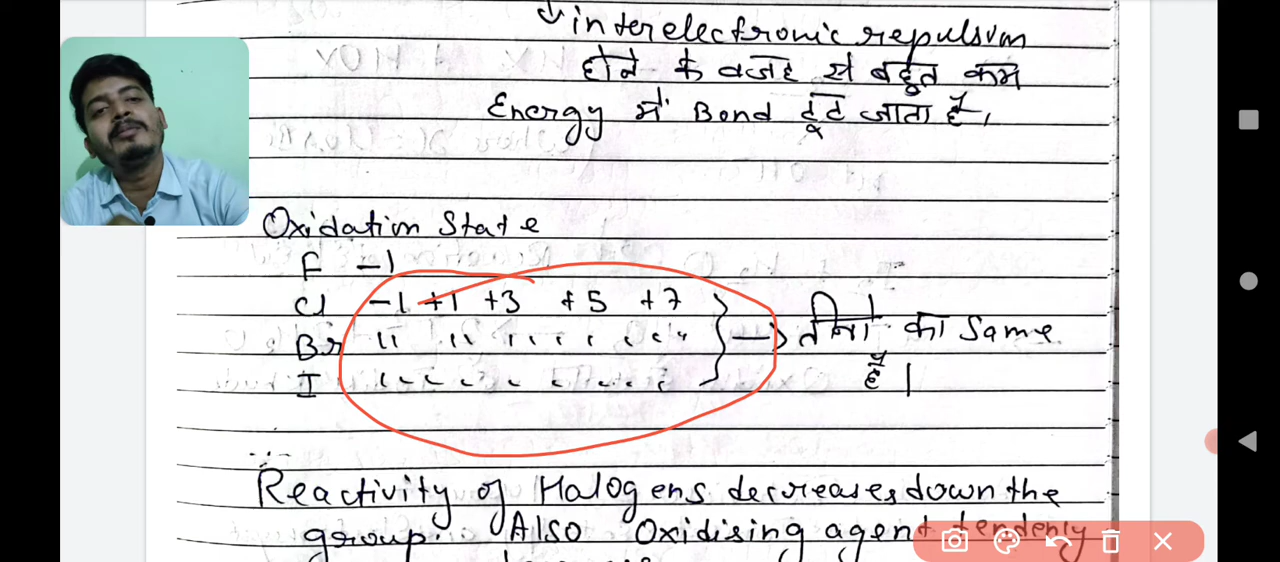 ↓ interelectronic repulsion
होने के वजह से बहुत कम
Energy में Bond टूट जाता है,
Oxidation State
F -1
Cl -1 +1 +3 +5 +7
Br " " " " "
I " " " " " } → तीनों का Same
है |
Reactivity of Halogens decreases down the
group. Also Oxidising agent tendenly